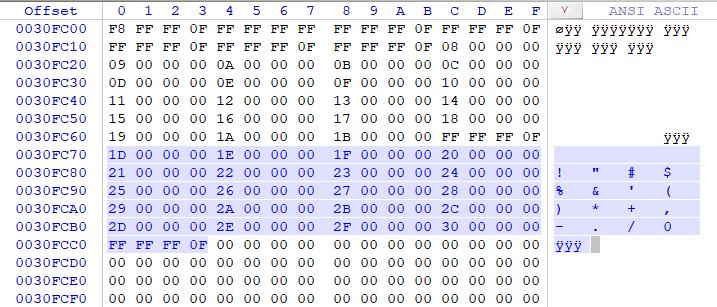 Offset 0 1 2 3 4 5 6 7 8 9 A B C D E F ˅ ANSI ASCII
0030FC00 F8 FF FF 0F FF FF FF FF FF FF FF 0F FF FF FF 0F øÿÿ ÿÿÿÿÿÿÿ ÿÿÿ
0030FC10 FF FF FF 0F FF FF FF 0F FF FF FF 0F 08 00 00 00 ÿÿÿ ÿÿÿ ÿÿÿ
0030FC20 09 00 00 00 0A 00 00 00 0B 00 00 00 0C 00 00 00
0030FC30 0D 00 00 00 0E 00 00 00 0F 00 00 00 10 00 00 00
0030FC40 11 00 00 00 12 00 00 00 13 00 00 00 14 00 00 00
0030FC50 15 00 00 00 16 00 00 00 17 00 00 00 18 00 00 00
0030FC60 19 00 00 00 1A 00 00 00 1B 00 00 00 FF FF FF 0F ÿÿÿ
0030FC70 1D 00 00 00 1E 00 00 00 1F 00 00 00 20 00 00 00
0030FC80 21 00 00 00 22 00 00 00 23 00 00 00 24 00 00 00 ! " # $
0030FC90 25 00 00 00 26 00 00 00 27 00 00 00 28 00 00 00 % & ' (
0030FCA0 29 00 00 00 2A 00 00 00 2B 00 00 00 2C 00 00 00 ) * + ,
0030FCB0 2D 00 00 00 2E 00 00 00 2F 00 00 00 30 00 00 00 - . / 0
0030FCC0 FF FF FF 0F 00 00 00 00 00 00 00 00 00 00 00 00 ÿÿÿ
0030FCD0 00 00 00 00 00 00 00 00 00 00 00 00 00 00 00 00
0030FCE0 00 00 00 00 00 00 00 00 00 00 00 00 00 00 00 00
0030FCF0 00 00 00 00 00 00 00 00 00 00 00 00 00 00 00 00